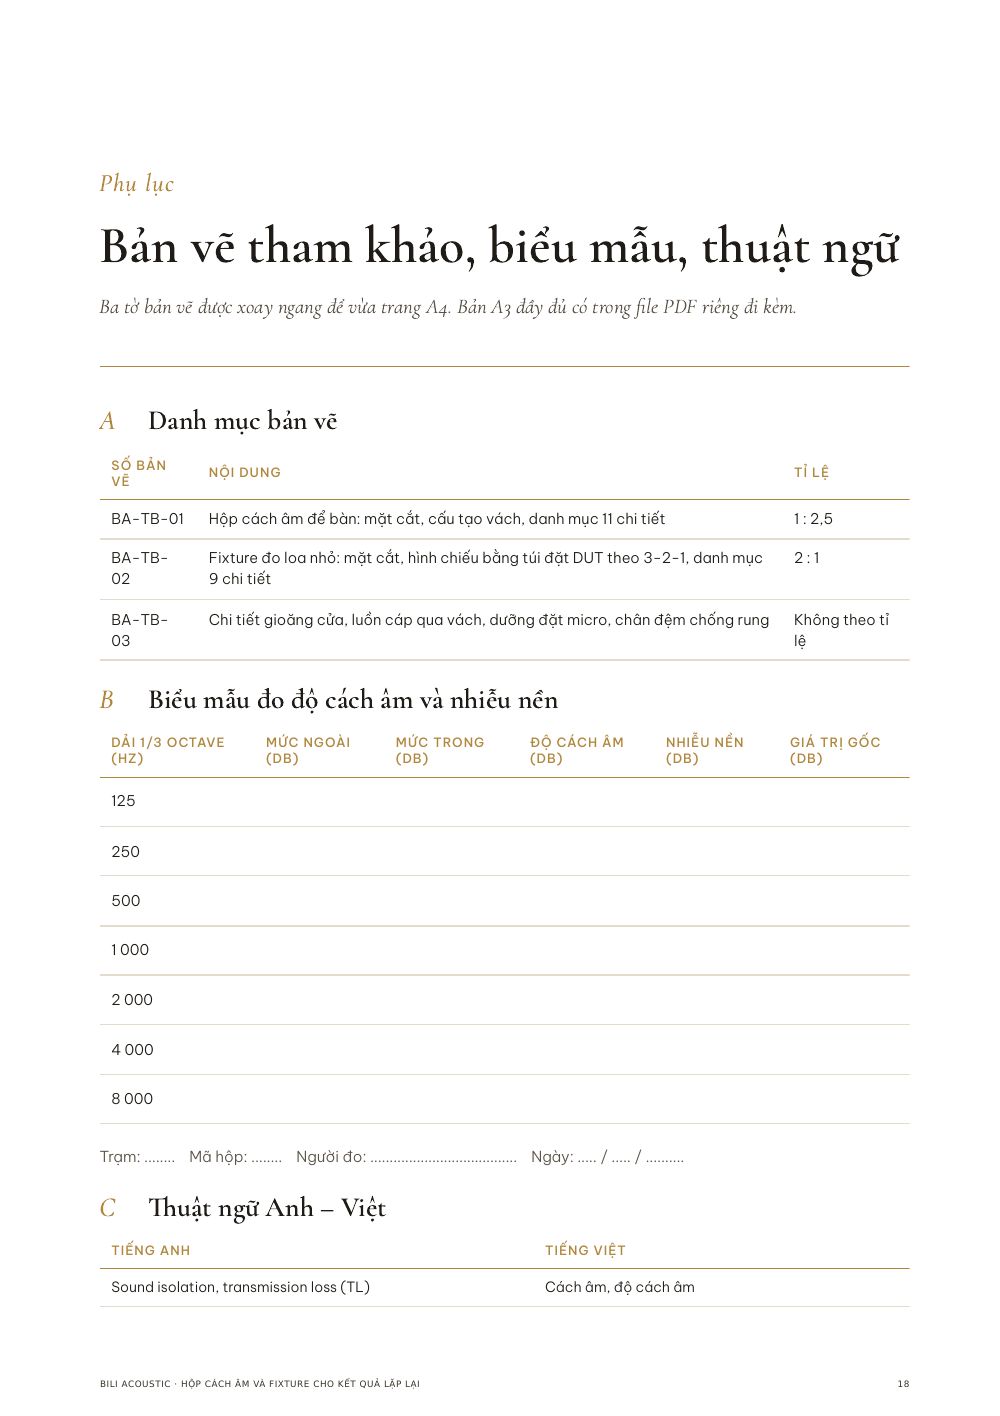 Phụ lục
Bản vẽ tham khảo, biểu mẫu, thuật ngữ
Ba tờ bản vẽ được xoay ngang để vừa trang A4. Bản A3 đầy đủ có trong file PDF riêng đi kèm.
A Danh mục bản vẽ
SỐ BẢN VẼ NỘI DUNG TỈ LỆ
BA-TB-01 Hộp cách âm để bàn: mặt cắt, cấu tạo vách, danh mục 11 chi tiết 1 : 2,5
BA-TB-02 Fixture đo loa nhỏ: mặt cắt, hình chiếu bằng túi đặt DUT theo 3-2-1, danh mục 9 chi tiết 2 : 1
BA-TB-03 Chi tiết gioăng cửa, luồn cáp qua vách, dưỡng đặt micro, chân đệm chống rung Không theo tỉ lệ
B Biểu mẫu đo độ cách âm và nhiễu nền
DẢI 1/3 OCTAVE (HZ) MỨC NGOÀI (DB) MỨC TRONG (DB) ĐỘ CÁCH ÂM (DB) NHIỄU NỀN (DB) GIÁ TRỊ GỐC (DB)
125
250
500
1 000
2 000
4 000
8 000
Trạm: ........ Mã hộp: ........ Người đo: ...................................... Ngày: ..... / ..... / ..........
C Thuật ngữ Anh – Việt
TIẾNG ANH TIẾNG VIỆT
Sound isolation, transmission loss (TL) Cách âm, độ cách âm
BILI ACOUSTIC · HỘP CÁCH ÂM VÀ FIXTURE CHO KẾT QUẢ LẶP LẠI 18